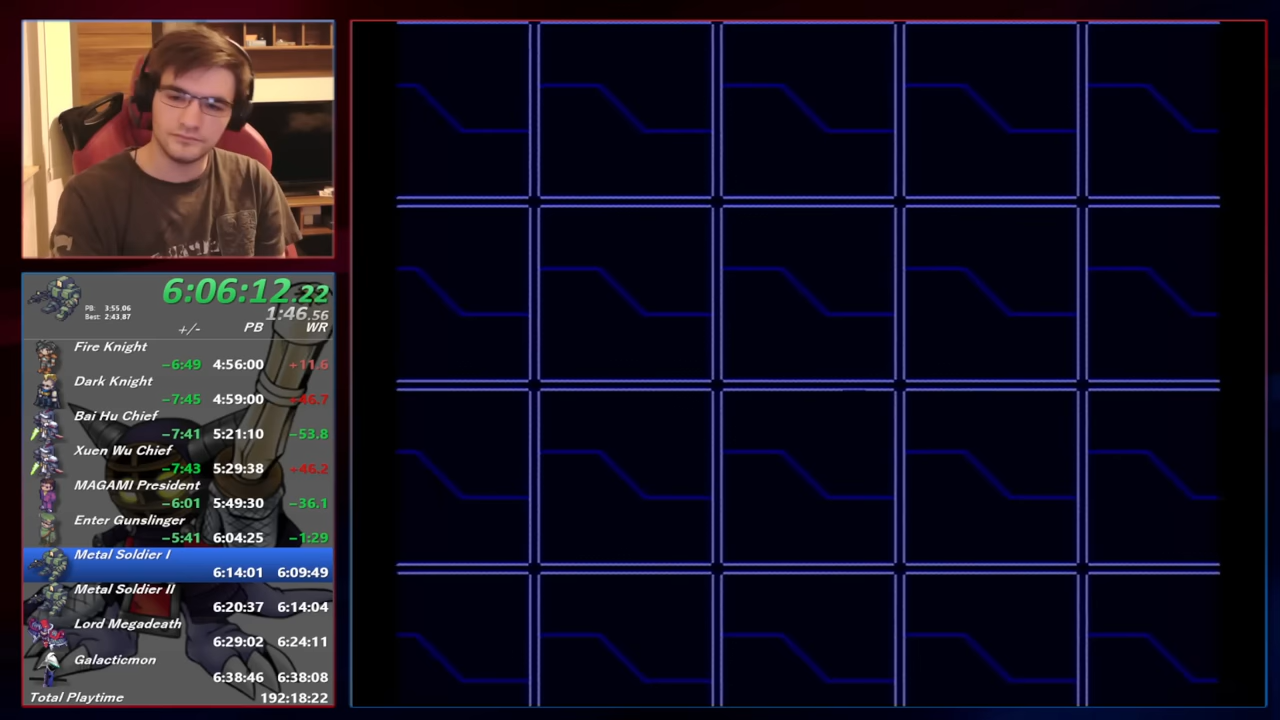 6:06:12.22
PB: 3:55.06
Best: 2:43.87
1:46.56
+/- PB WR
Fire Knight
−6:49 4:56:00 +11.6
Dark Knight
−7:45 4:59:00 +46.7
Bai Hu Chief
−7:41 5:21:10 −53.8
Xuen Wu Chief
−7:43 5:29:38 +46.2
MAGAMI President
−6:01 5:49:30 −36.1
Enter Gunslinger
−5:41 6:04:25 −1:29
Metal Soldier I
6:14:01 6:09:49
Metal Soldier II
6:20:37 6:14:04
Lord Megadeath
6:29:02 6:24:11
Galacticmon
6:38:46 6:38:08
Total Playtime 192:18:22